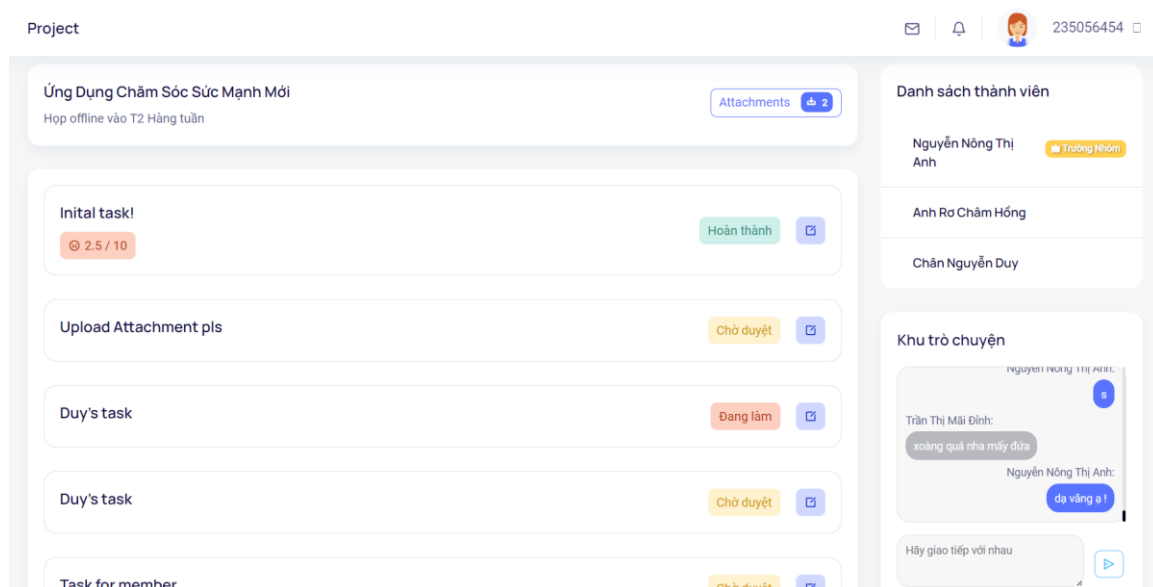 Project
235056454
Ứng Dụng Chăm Sóc Sức Mạnh Mới
Họp offline vào T2 Hàng tuần
Attachments 2
Inital task!
2.5 / 10
Hoàn thành
Upload Attachment pls
Chờ duyệt
Duy's task
Đang làm
Duy's task
Chờ duyệt
Task for member
Chờ duyệt
Danh sách thành viên
Nguyễn Nông Thị
Anh
Trưởng Nhóm
Anh Rơ Châm Hồng
Chân Nguyễn Duy
Khu trò chuyện
Nguyễn Nông Thị Anh:
s
Trần Thị Mãi Đỉnh:
xoàng quá nha mấy đứa
Nguyễn Nông Thị Anh:
dạ vâng ạ !
Hãy giao tiếp với nhau